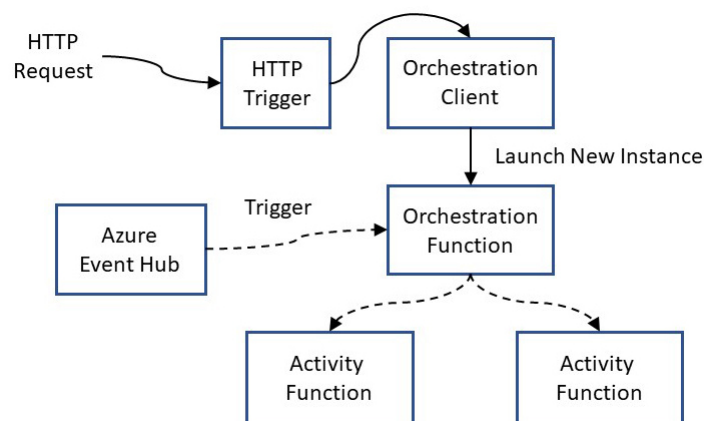 HTTP
Request
HTTP
Trigger
Orchestration
Client
Launch New Instance
Azure
Event Hub
Trigger
Orchestration
Function
Activity
Function
Activity
Function